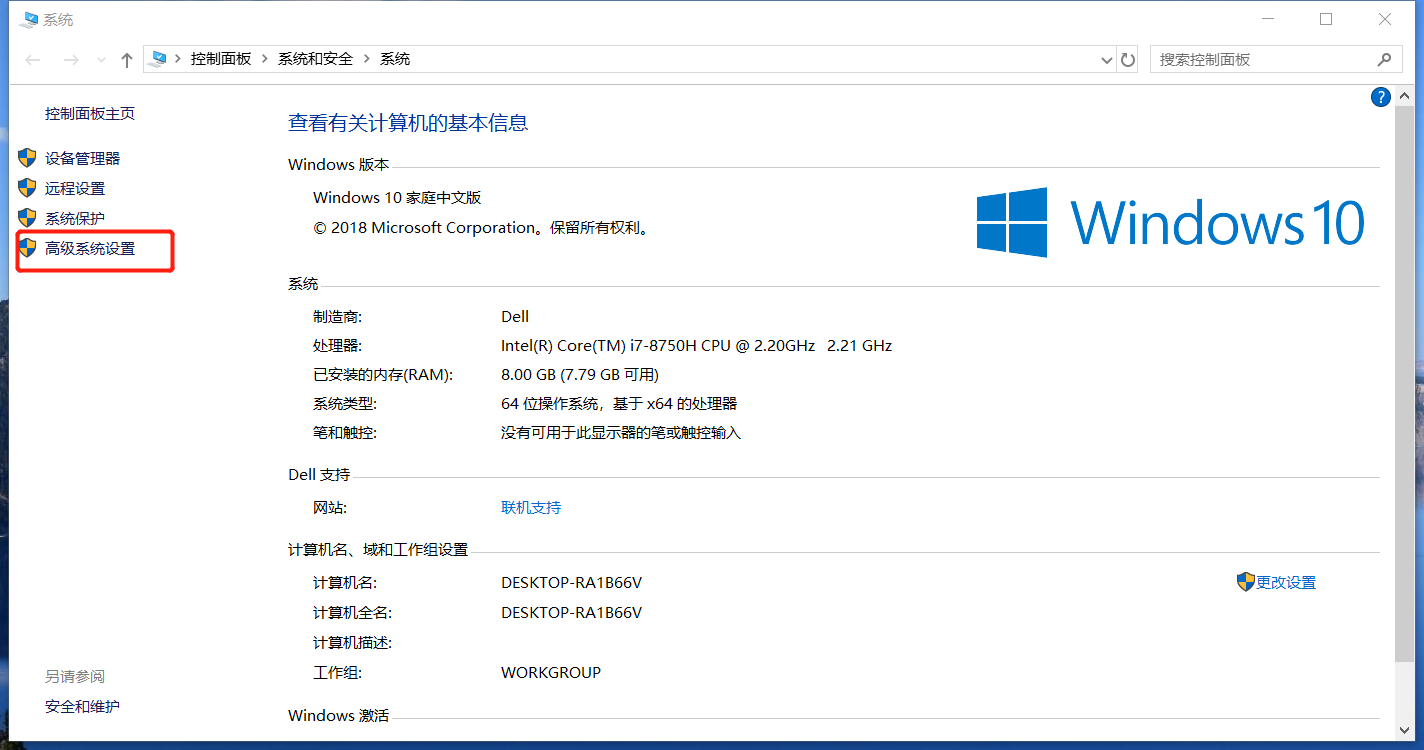 系统
控制面板 系统和安全 系统
搜索控制面板
?
控制面板主页
设备管理器
远程设置
系统保护
高级系统设置
另请参阅
安全和维护
查看有关计算机的基本信息
Windows 版本
Windows 10 家庭中文版
© 2018 Microsoft Corporation。保留所有权利。
Windows 10
系统
制造商: Dell
处理器: Intel(R) Core(TM) i7-8750H CPU @ 2.20GHz 2.21 GHz
已安装的内存(RAM): 8.00 GB (7.79 GB 可用)
系统类型: 64 位操作系统，基于 x64 的处理器
笔和触控: 没有可用于此显示器的笔或触控输入
Dell 支持
网站: 联机支持
计算机名、域和工作组设置
计算机名: DESKTOP-RA1B66V 更改设置
计算机全名: DESKTOP-RA1B66V
计算机描述:
工作组: WORKGROUP
Windows 激活